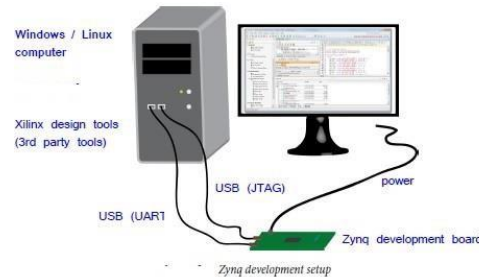 Windows / Linux
computer
Xilinx design tools
(3rd party tools)
USB (JTAG)
power
USB (UART
Zynq development board
Zynq development setup